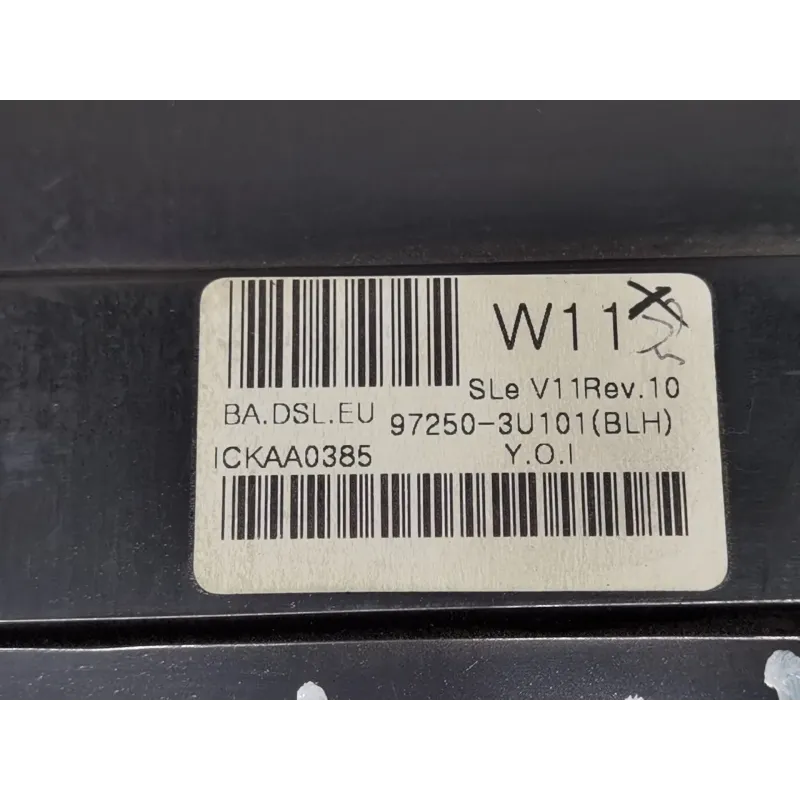 W11
SLe V11Rev.10
BA.DSL.EU
97250-3U101(BLH)
ICKAA0385
Y.O.I